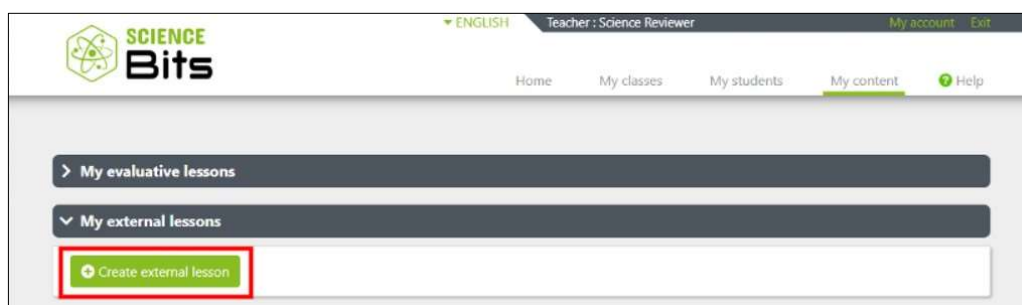 SCIENCE
Bits
ENGLISH
Teacher : Science Reviewer
My account Exit
Home My classes My students My content Help
My evaluative lessons
My external lessons
Create external lesson